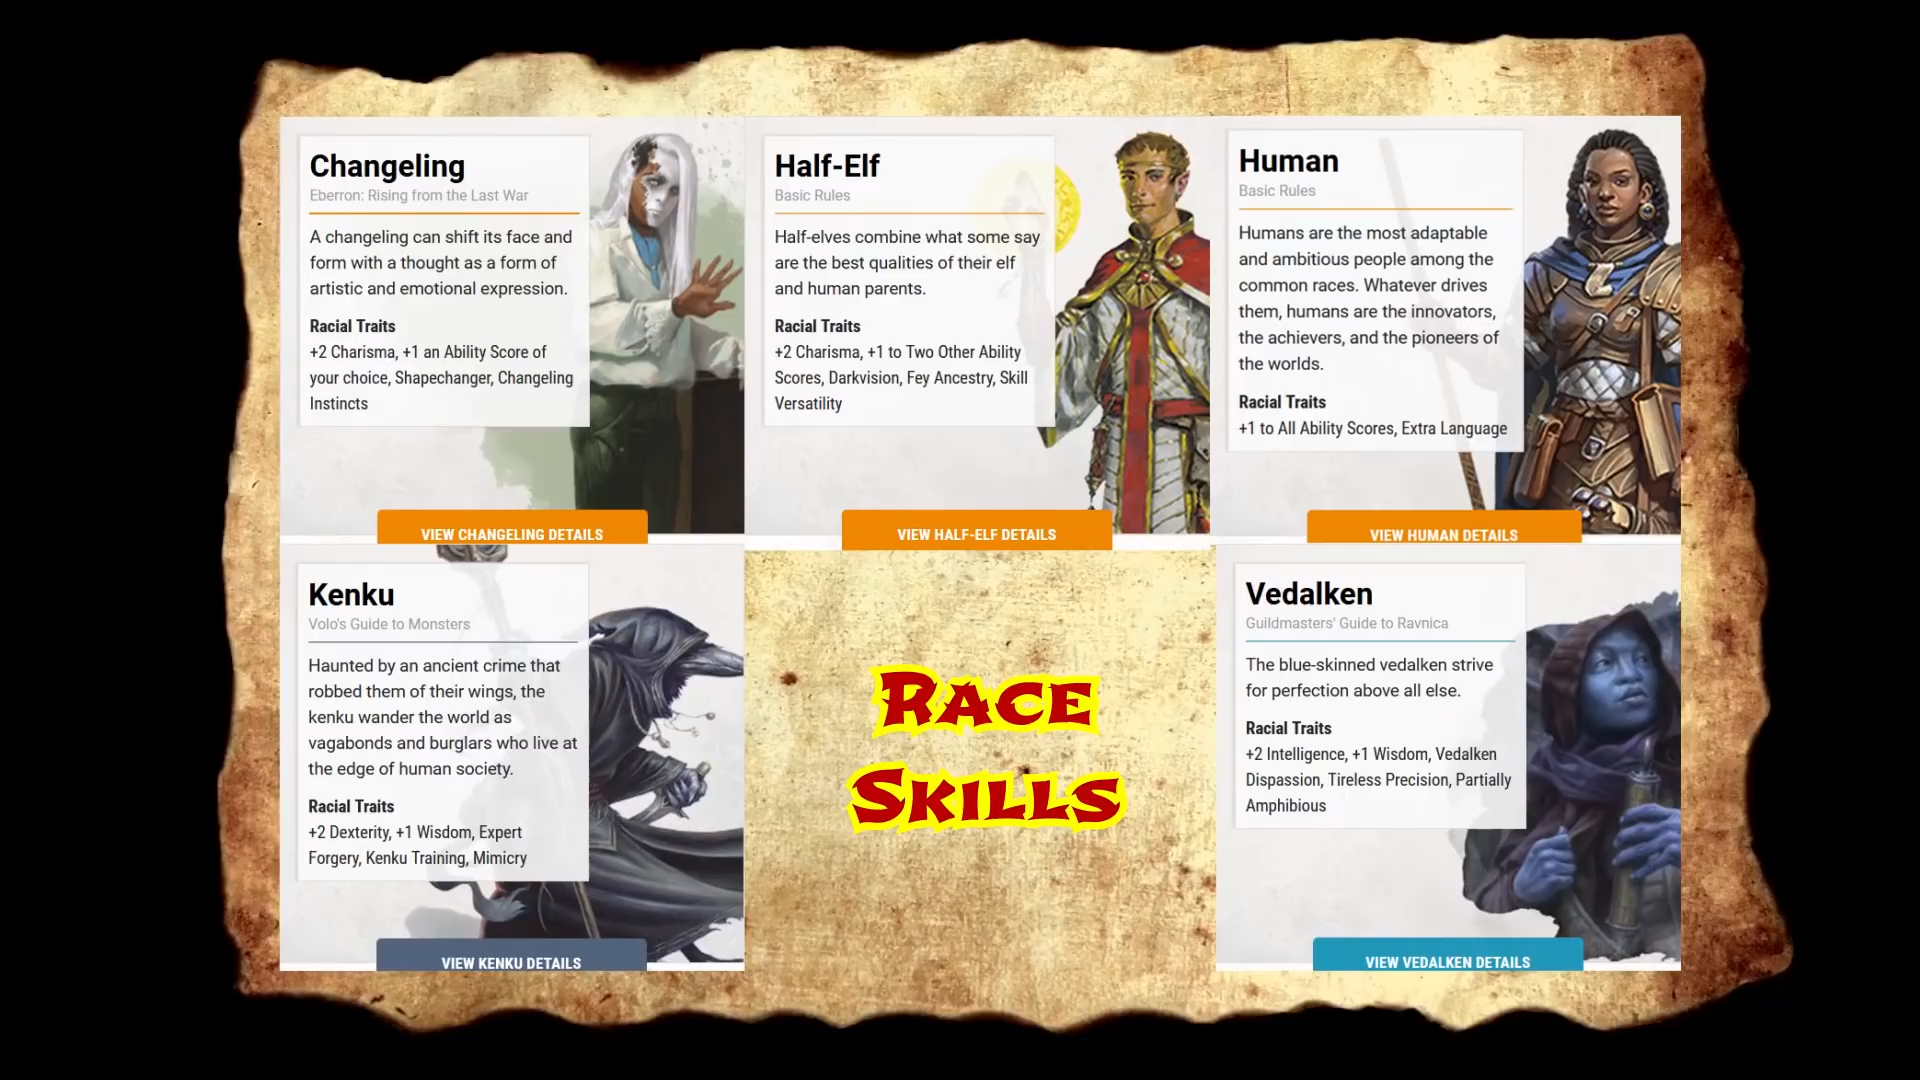 Changeling
Eberron: Rising from the Last War
A changeling can shift its face and
form with a thought as a form of
artistic and emotional expression.
Racial Traits
+2 Charisma, +1 an Ability Score of
your choice, Shapechanger, Changeling
Instincts
VIEW CHANGELING DETAILS
Half-Elf
Basic Rules
Half-elves combine what some say
are the best qualities of their elf
and human parents.
Racial Traits
+2 Charisma, +1 to Two Other Ability
Scores, Darkvision, Fey Ancestry, Skill
Versatility
VIEW HALF-ELF DETAILS
Human
Basic Rules
Humans are the most adaptable
and ambitious people among the
common races. Whatever drives
them, humans are the innovators,
the achievers, and the pioneers of
the worlds.
Racial Traits
+1 to All Ability Scores, Extra Language
VIEW HUMAN DETAILS
Kenku
Volo's Guide to Monsters
Haunted by an ancient crime that
robbed them of their wings, the
kenku wander the world as
vagabonds and burglars who live at
the edge of human society.
Racial Traits
+2 Dexterity, +1 Wisdom, Expert
Forgery, Kenku Training, Mimicry
VIEW KENKU DETAILS
Race
Skills
Vedalken
Guildmasters' Guide to Ravnica
The blue-skinned vedalken strive
for perfection above all else.
Racial Traits
+2 Intelligence, +1 Wisdom, Vedalken
Dispassion, Tireless Precision, Partially
Amphibious
VIEW VEDALKEN DETAILS